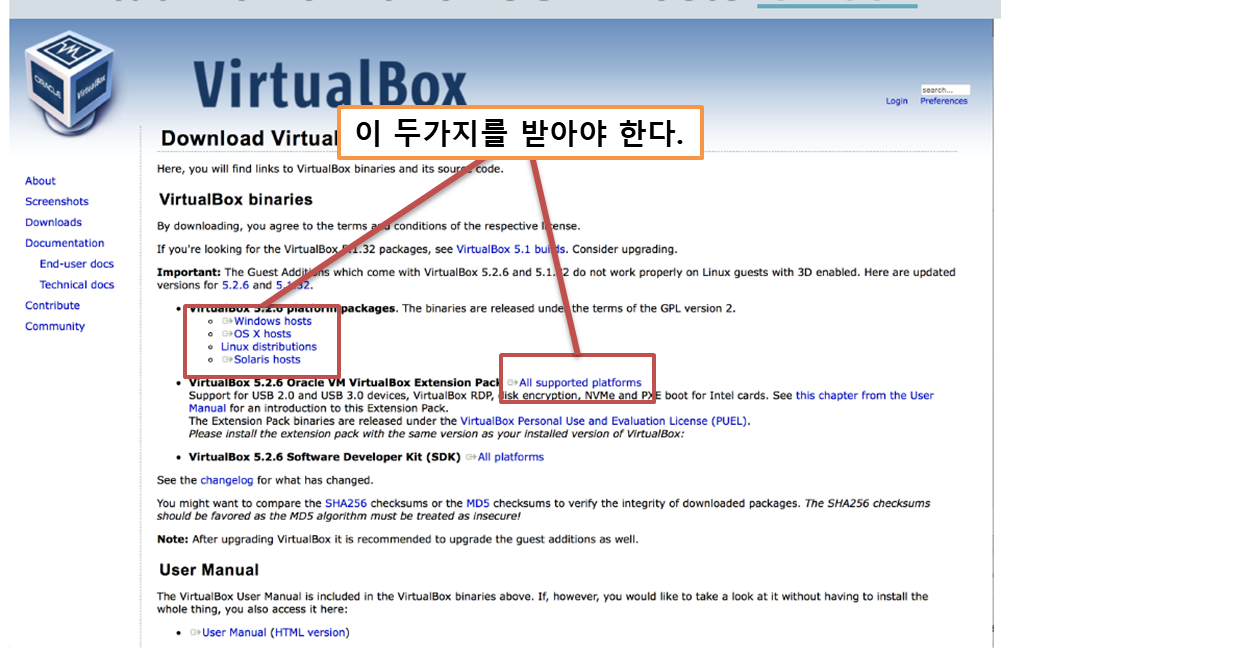 ORACLE
VirtualBox
VirtualBox
search...
Login Preferences
이 두가지를 받아야 한다.
Download Virtual
Here, you will find links to VirtualBox binaries and its source code.
About
Screenshots
Downloads
Documentation
End-user docs
Technical docs
Contribute
Community
VirtualBox binaries
By downloading, you agree to the terms and conditions of the respective license.
If you're looking for the VirtualBox 5.1.32 packages, see VirtualBox 5.1 builds. Consider upgrading.
Important: The Guest Additions which come with VirtualBox 5.2.6 and 5.1.32 do not work properly on Linux guests with 3D enabled. Here are updated
versions for 5.2.6 and 5.1.32.
• VirtualBox 5.2.6 platform packages. The binaries are released under the terms of the GPL version 2.
Windows hosts
OS X hosts
Linux distributions
Solaris hosts
• VirtualBox 5.2.6 Oracle VM VirtualBox Extension Pack All supported platforms
Support for USB 2.0 and USB 3.0 devices, VirtualBox RDP, disk encryption, NVMe and PXE boot for Intel cards. See this chapter from the User
Manual for an introduction to this Extension Pack.
The Extension Pack binaries are released under the VirtualBox Personal Use and Evaluation License (PUEL).
Please install the extension pack with the same version as your installed version of VirtualBox:
• VirtualBox 5.2.6 Software Developer Kit (SDK) All platforms
See the changelog for what has changed.
You might want to compare the SHA256 checksums or the MD5 checksums to verify the integrity of downloaded packages. The SHA256 checksums
should be favored as the MD5 algorithm must be treated as insecure!
Note: After upgrading VirtualBox it is recommended to upgrade the guest additions as well.
User Manual
The VirtualBox User Manual is included in the VirtualBox binaries above. If, however, you would like to take a look at it without having to install the
whole thing, you also access it here:
• User Manual (HTML version)